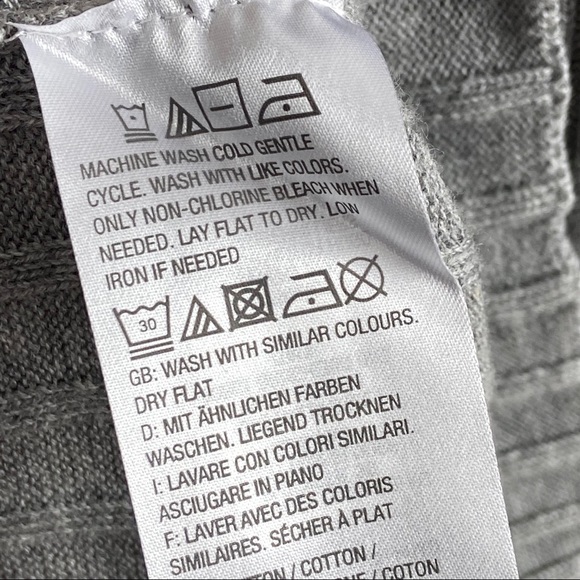 MACHINE WASH COLD GENTLE
CYCLE. WASH WITH LIKE COLORS.
ONLY NON-CHLORINE BLEACH WHEN
NEEDED. LAY FLAT TO DRY. LOW
IRON IF NEEDED
30
GB: WASH WITH SIMILAR COLOURS.
DRY FLAT
D: MIT ÄHNLICHEN FARBEN
WASCHEN. LIEGEND TROCKNEN
I: LAVARE CON COLORI SIMILARI.
ASCIUGARE IN PIANO
F: LAVER AVEC DES COLORIS
SIMILAIRES. SÉCHER À PLAT
/ COTTON /
/ COTON